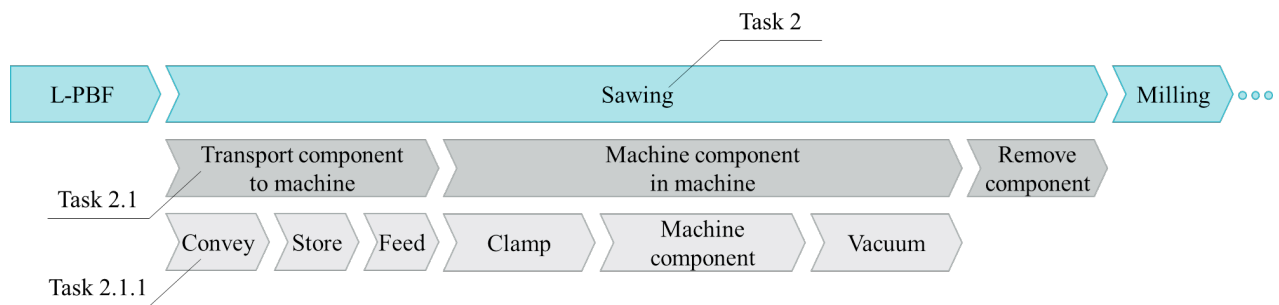 Task 2
L-PBF
Sawing
Milling
Transport component
to machine
Machine component
in machine
Remove
component
Task 2.1
Convey
Store
Feed
Clamp
Machine
component
Vacuum
Task 2.1.1